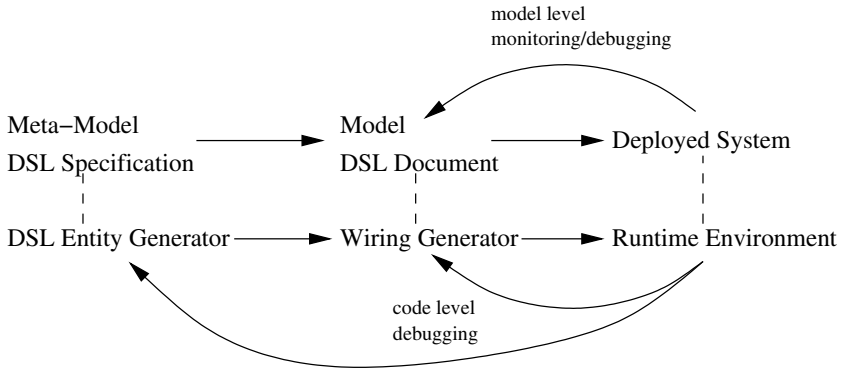 model level
monitoring/debugging
Meta−Model
Model
DSL Specification
DSL Document
Deployed System
DSL Entity Generator
Wiring Generator
Runtime Environment
code level
debugging